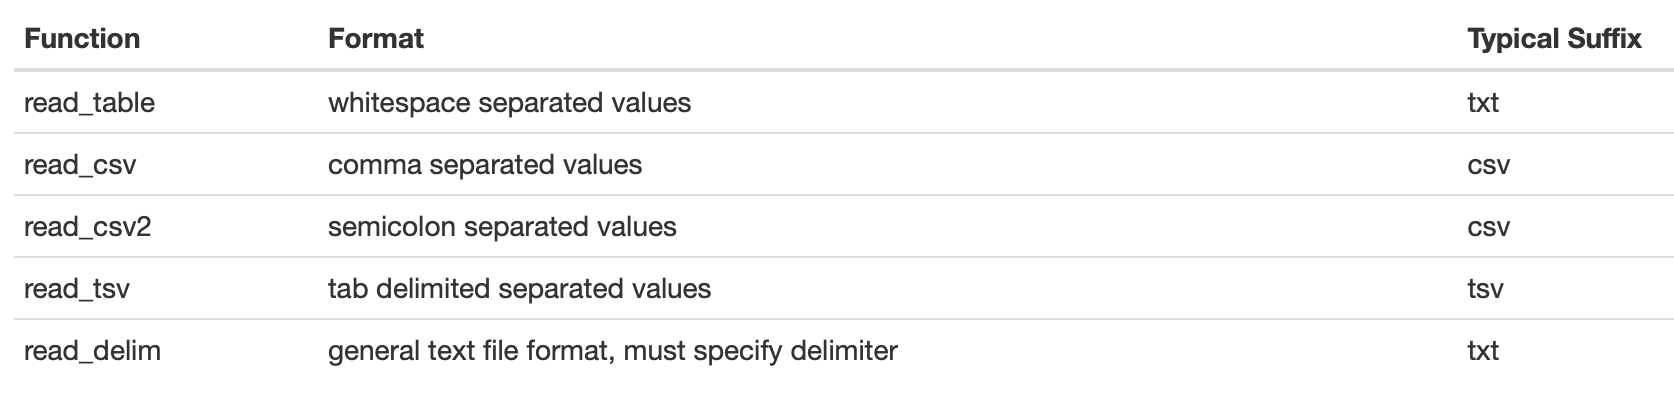 Function Format Typical Suffix
read_table whitespace separated values txt
read_csv comma separated values csv
read_csv2 semicolon separated values csv
read_tsv tab delimited separated values tsv
read_delim general text file format, must specify delimiter txt